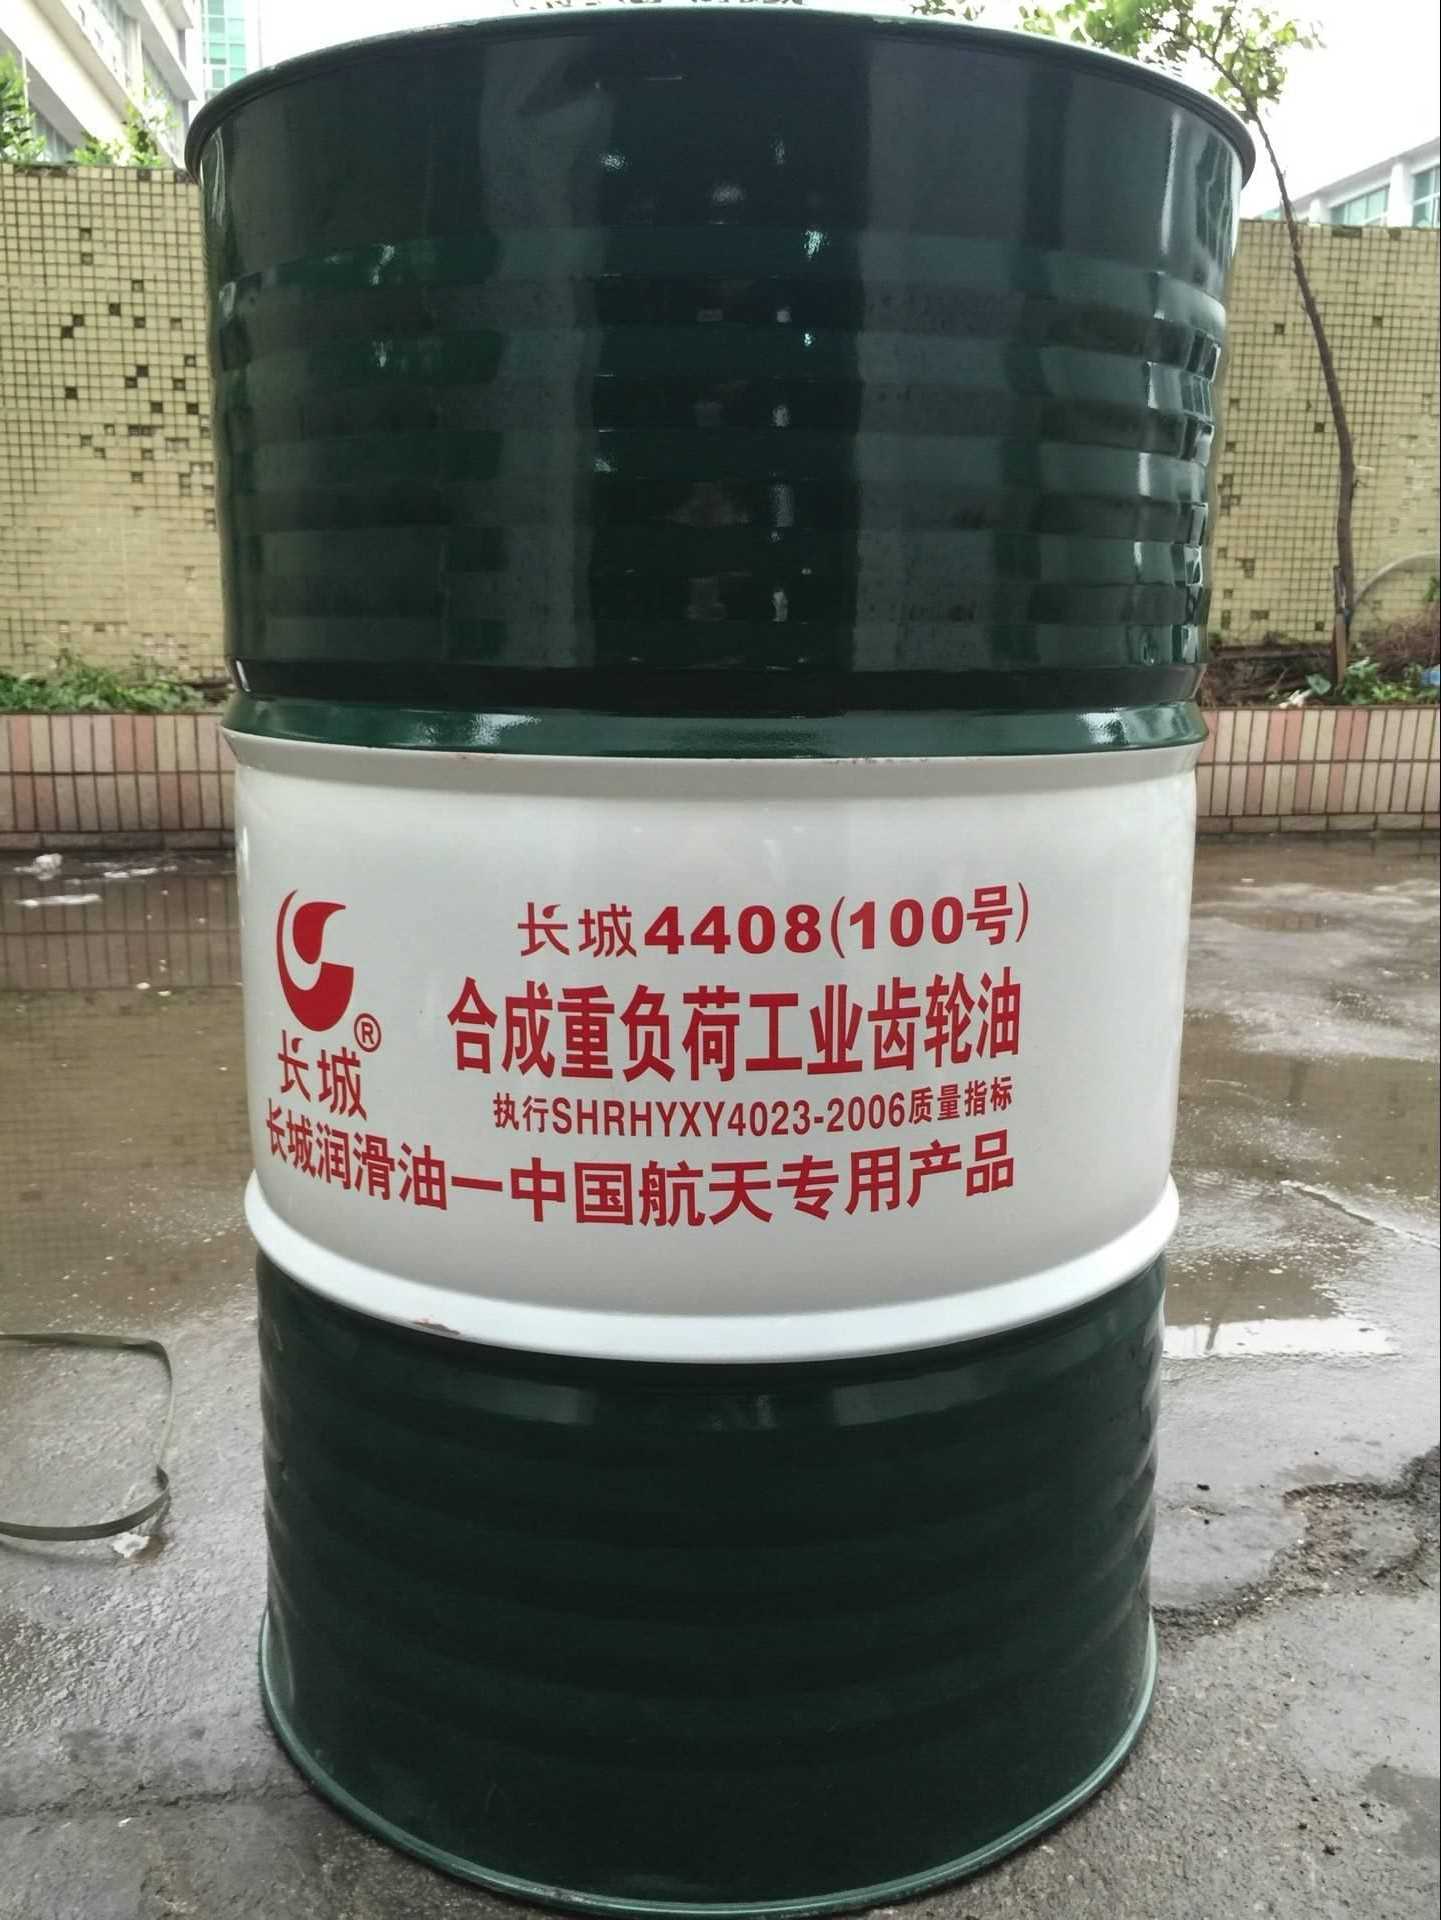 长城4408(100号)
合成重负荷工业齿轮油
执行SHRHYXY4023-2006质量指标
®
长城
长城润滑油一中国航天专用产品